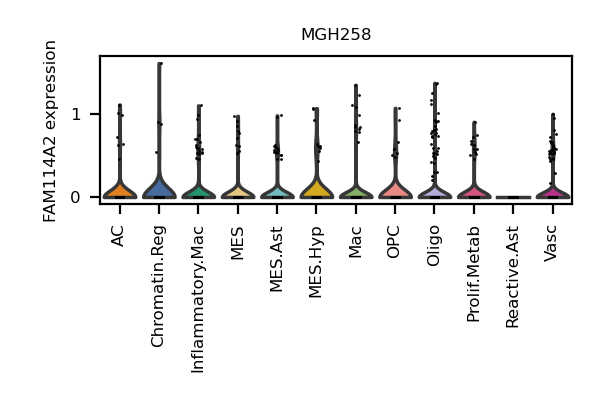 MGH258
FAM114A2 expression
1
0
AC
Chromatin.Reg
Inflammatory.Mac
MES
MES.Ast
MES.Hyp
Mac
OPC
Oligo
Prolif.Metab
Reactive.Ast
Vasc